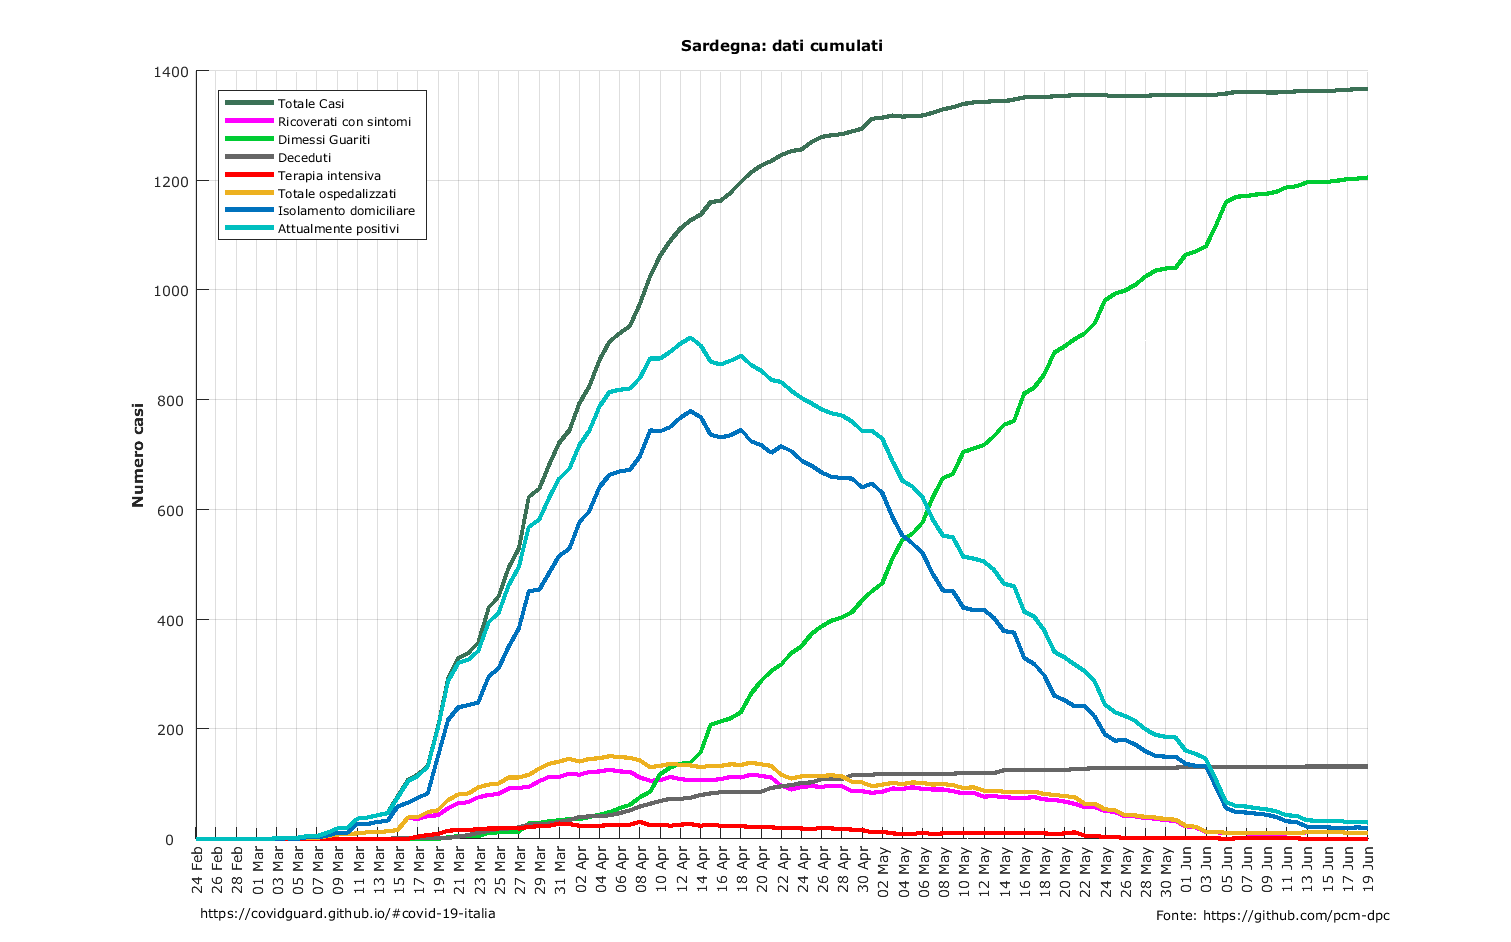 Sardegna: dati cumulati
Numero casi
1400
1200
1000
800
600
400
200
0
Totale Casi
Ricoverati con sintomi
Dimessi Guariti
Deceduti
Terapia intensiva
Totale ospedalizzati
Isolamento domiciliare
Attualmente positivi
24 Feb
26 Feb
28 Feb
01 Mar
03 Mar
05 Mar
07 Mar
09 Mar
11 Mar
13 Mar
15 Mar
17 Mar
19 Mar
21 Mar
23 Mar
25 Mar
27 Mar
29 Mar
31 Mar
02 Apr
04 Apr
06 Apr
08 Apr
10 Apr
12 Apr
14 Apr
16 Apr
18 Apr
20 Apr
22 Apr
24 Apr
26 Apr
28 Apr
30 Apr
02 May
04 May
06 May
08 May
10 May
12 May
14 May
16 May
18 May
20 May
22 May
24 May
26 May
28 May
30 May
01 Jun
03 Jun
05 Jun
07 Jun
09 Jun
11 Jun
13 Jun
15 Jun
17 Jun
19 Jun
https://covidguard.github.io/#covid-19-italia
Fonte: https://github.com/pcm-dpc